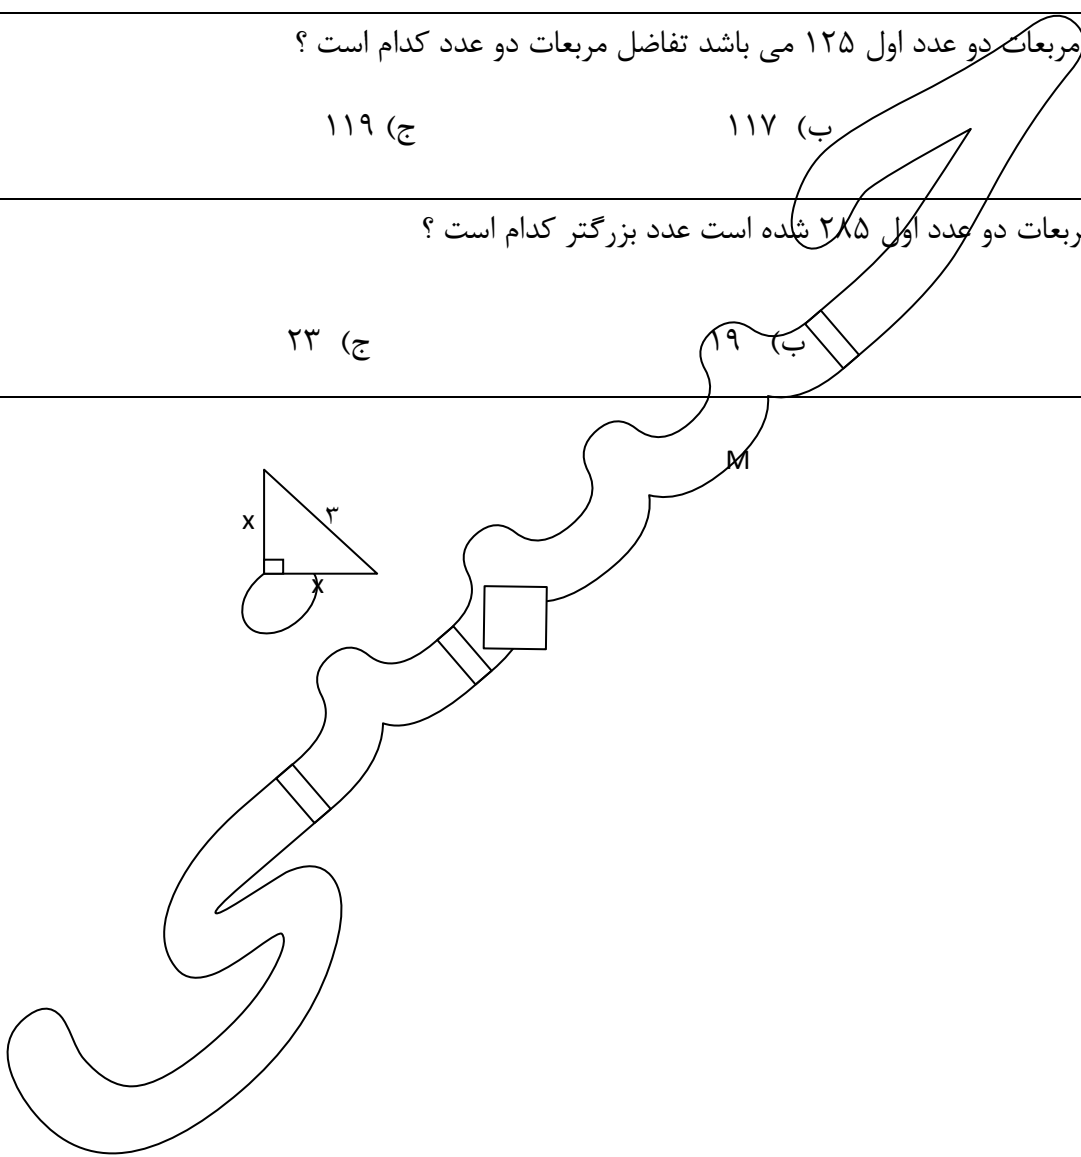 مربعات دو عدد اول ۱۲۵ می باشد تفاضل مربعات دو عدد کدام است ؟
ب) ۱۱۷ ج) ۱۱۹
ربعات دو عدد اول ۲۸۵ شده است عدد بزرگتر کدام است ؟
ب) ۱۹ ج) ۲۳
M
x ۳
x